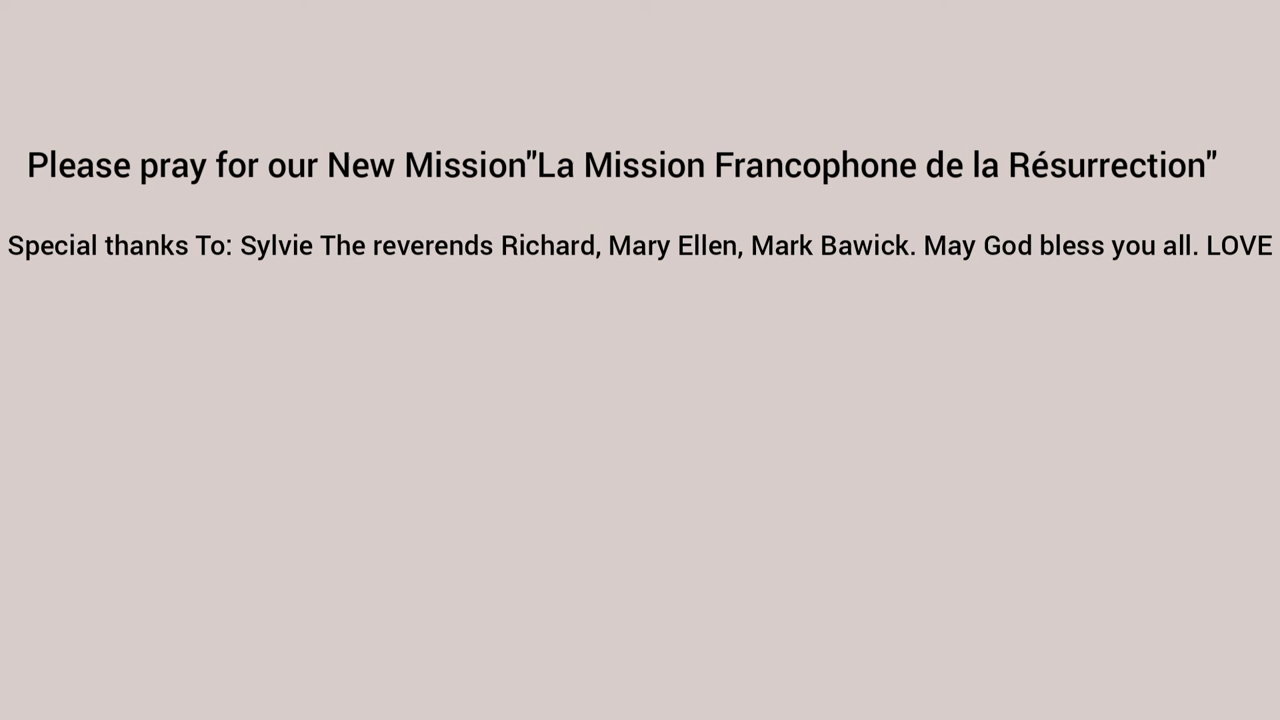 Please pray for our New Mission"La Mission Francophone de la Résurrection"
Special thanks To: Sylvie The reverends Richard, Mary Ellen, Mark Bawick. May God bless you all. LOVE